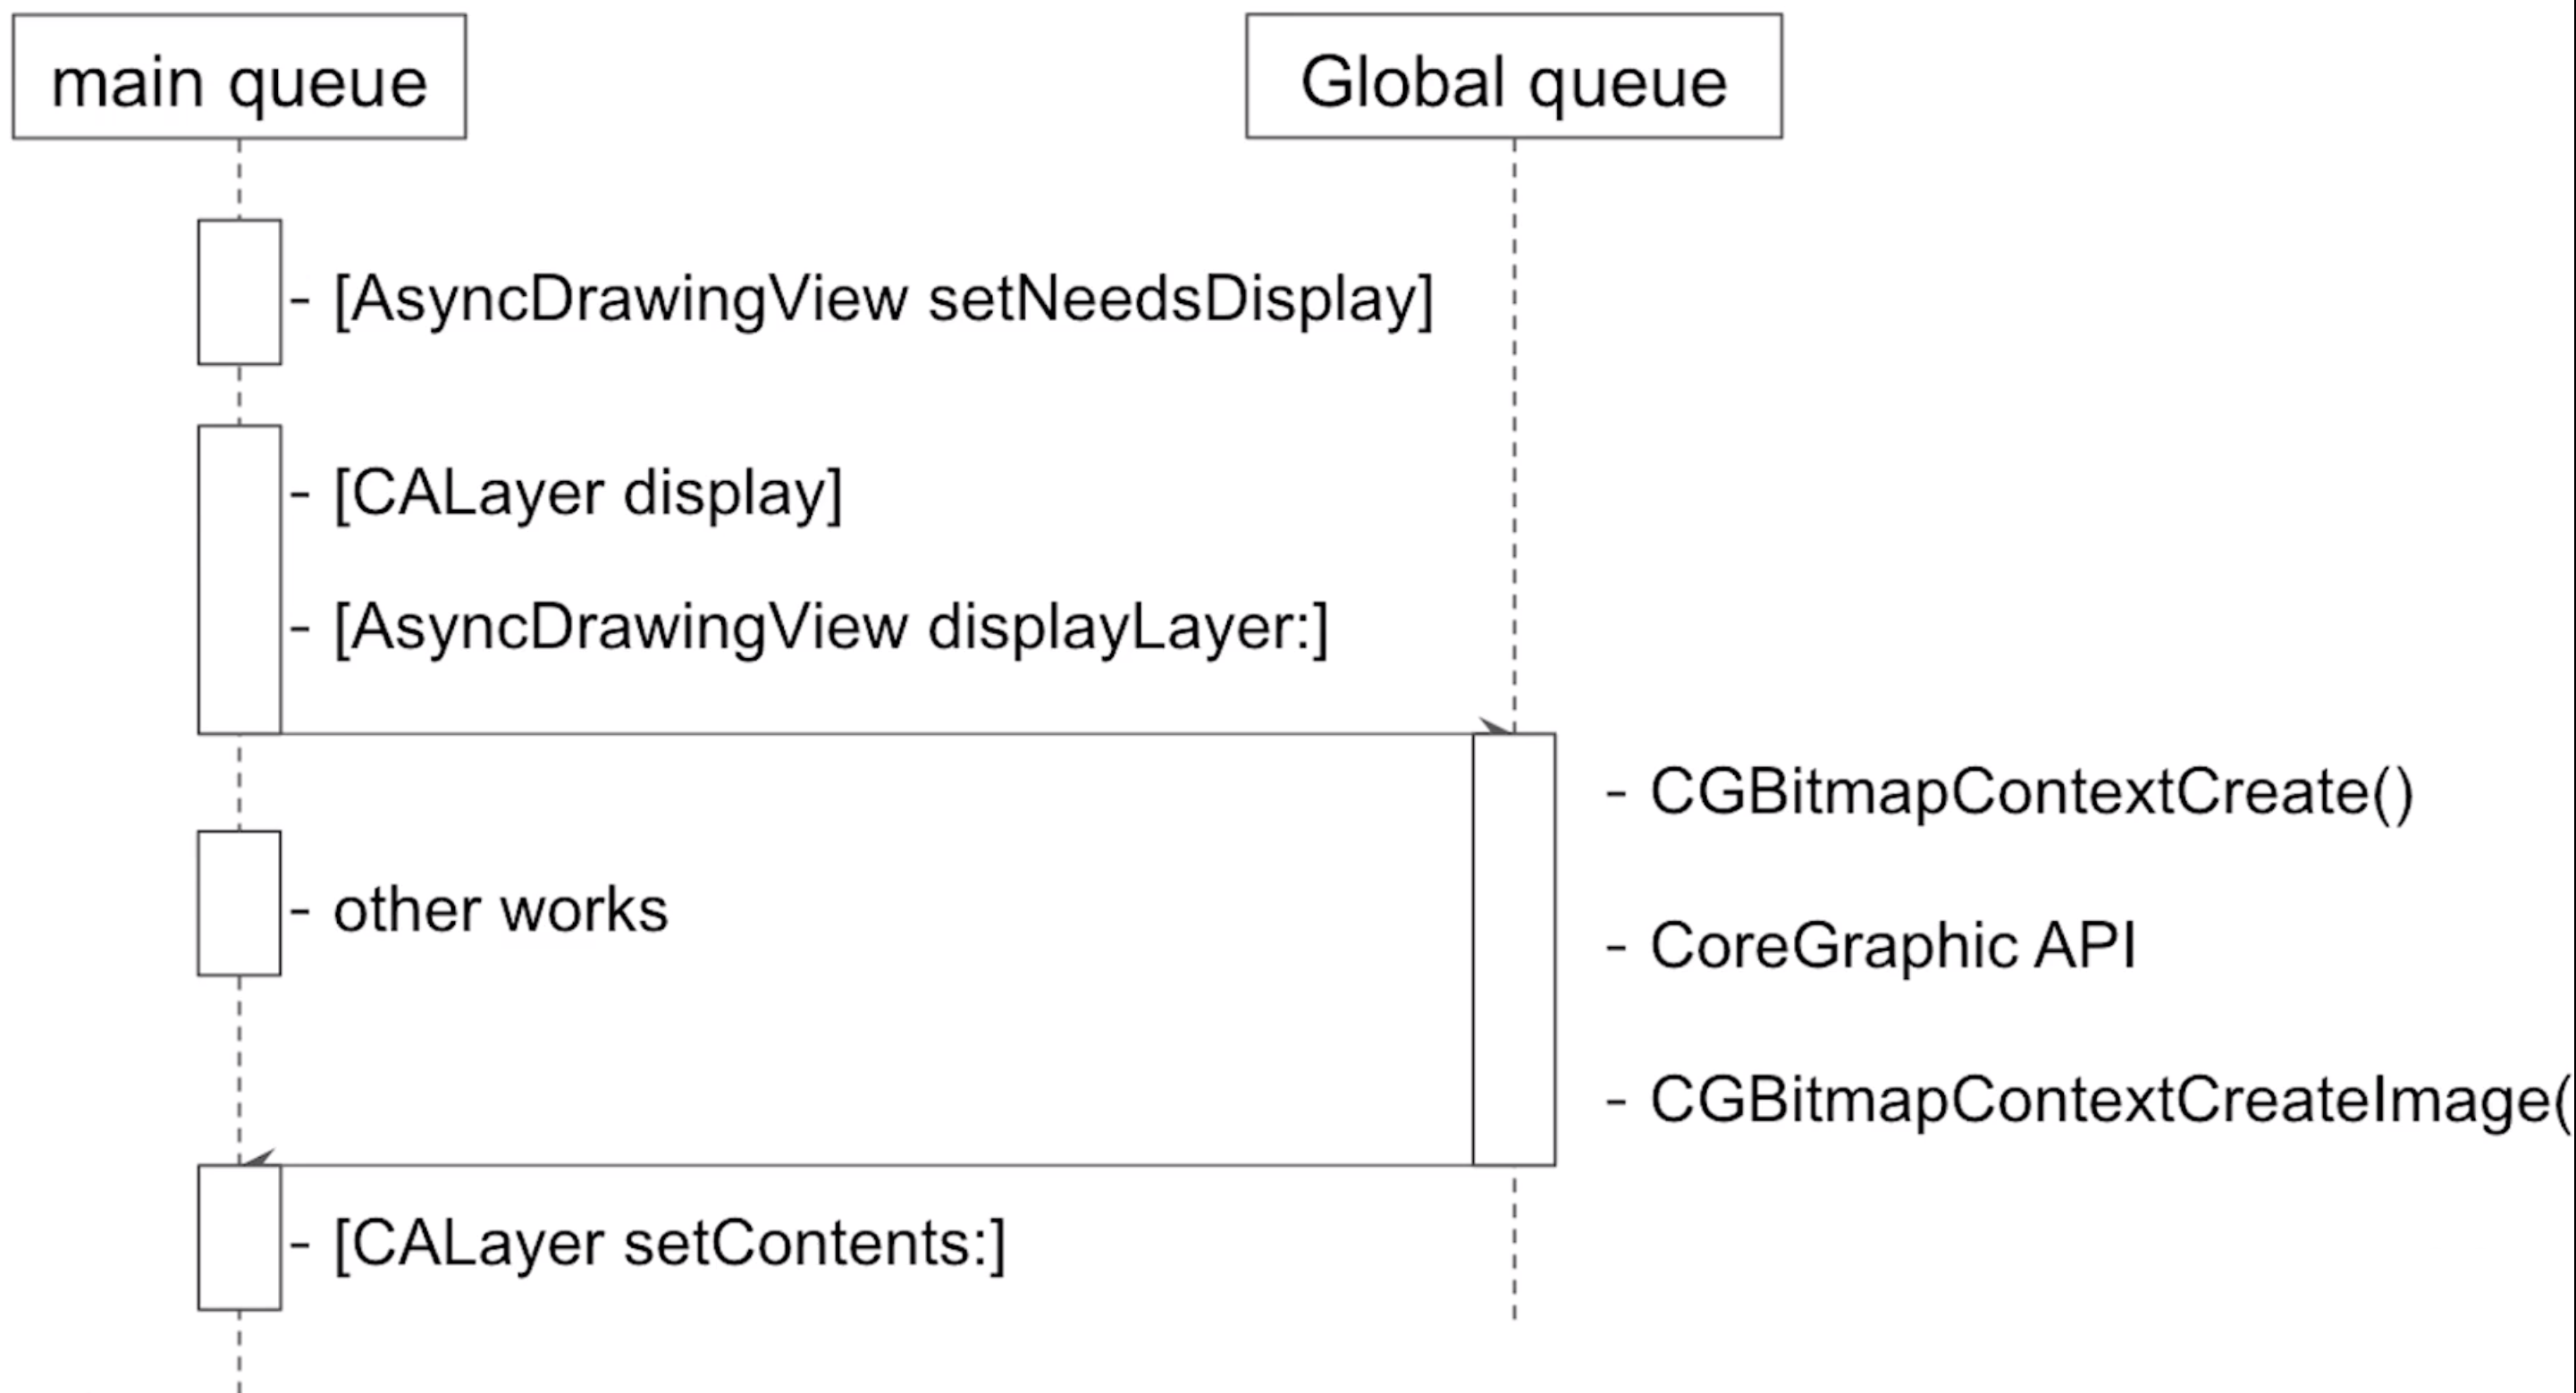 main queue
Global queue
- [AsyncDrawingView setNeedsDisplay]
- [CALayer display]
- [AsyncDrawingView displayLayer:]
- CGBitmapContextCreate()
- other works
- CoreGraphic API
- CGBitmapContextCreateImage(
- [CALayer setContents:]